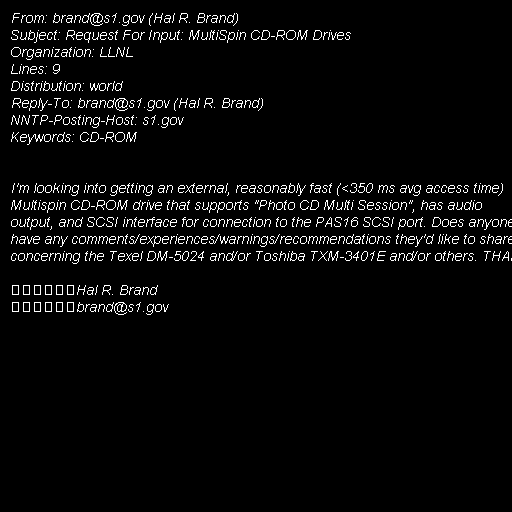 From: brand@s1.gov (Hal R. Brand)
Subject: Request For Input: MultiSpin CD-ROM Drives
Organization: LLNL
Lines: 9
Distribution: world
Reply-To: brand@s1.gov (Hal R. Brand)
NNTP-Posting-Host: s1.gov
Keywords: CD-ROM
I'm looking into getting an external, reasonably fast (<350 ms avg access time)
Multispin CD-ROM drive that supports "Photo CD Multi Session", has audio
output, and SCSI interface for connection to the PAS16 SCSI port. Does anyone
have any comments/experiences/warnings/recommendations they'd like to share
concerning the Texel DM-5024 and/or Toshiba TXM-3401E and/or others.
Hal R. Brand
brand@s1.gov